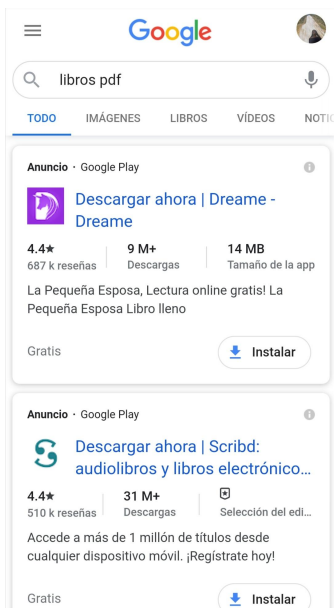 Google
libros pdf
TODO IMÁGENES LIBROS VÍDEOS NOTIC
Anuncio · Google Play
Descargar ahora | Dreame -
Dreame
4.4★ 9 M+ 14 MB
687 k reseñas Descargas Tamaño de la app
La Pequeña Esposa, Lectura online gratis! La
Pequeña Esposa Libro lleno
Gratis Instalar
Anuncio · Google Play
Descargar ahora | Scribd:
audiolibros y libros electrónico...
4.4★ 31 M+
510 k reseñas Descargas Selección del edi...
Accede a más de 1 millón de títulos desde
cualquier dispositivo móvil. ¡Regístrate hoy!
Gratis Instalar